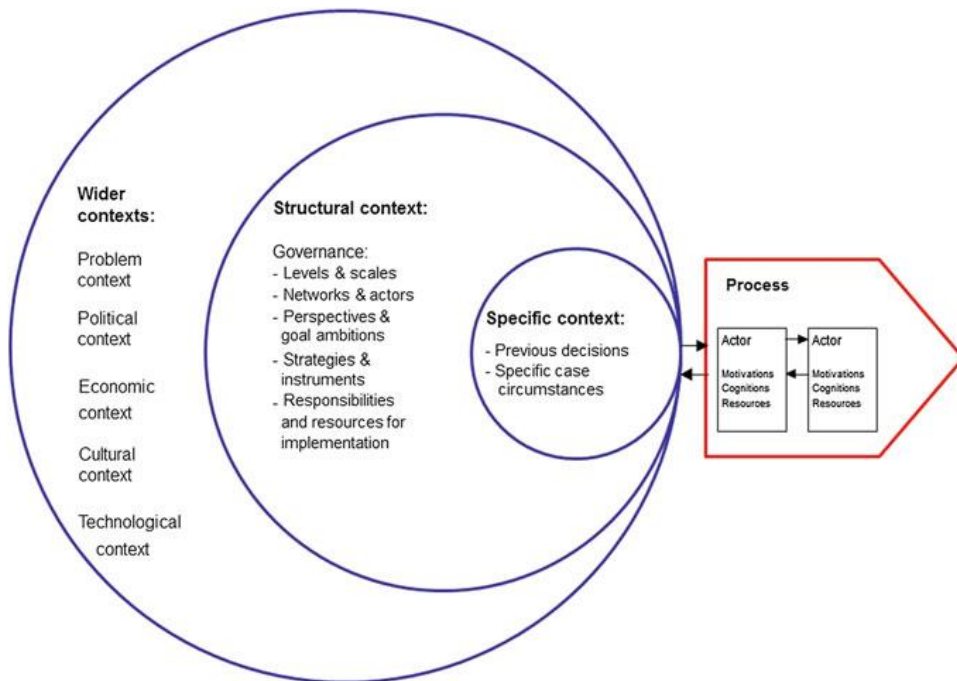 Wider
contexts:
Problem
context
Political
context
Economic
context
Cultural
context
Technological
context
Structural context:
Governance:
- Levels & scales
- Networks & actors
- Perspectives &
goal ambitions
- Strategies &
instruments
- Responsibilities
and resources for
implementation
Specific context:
- Previous decisions
- Specific case
circumstances
Process
Actor
Motivations
Cognitions
Resources
Actor
Motivations
Cognitions
Resources